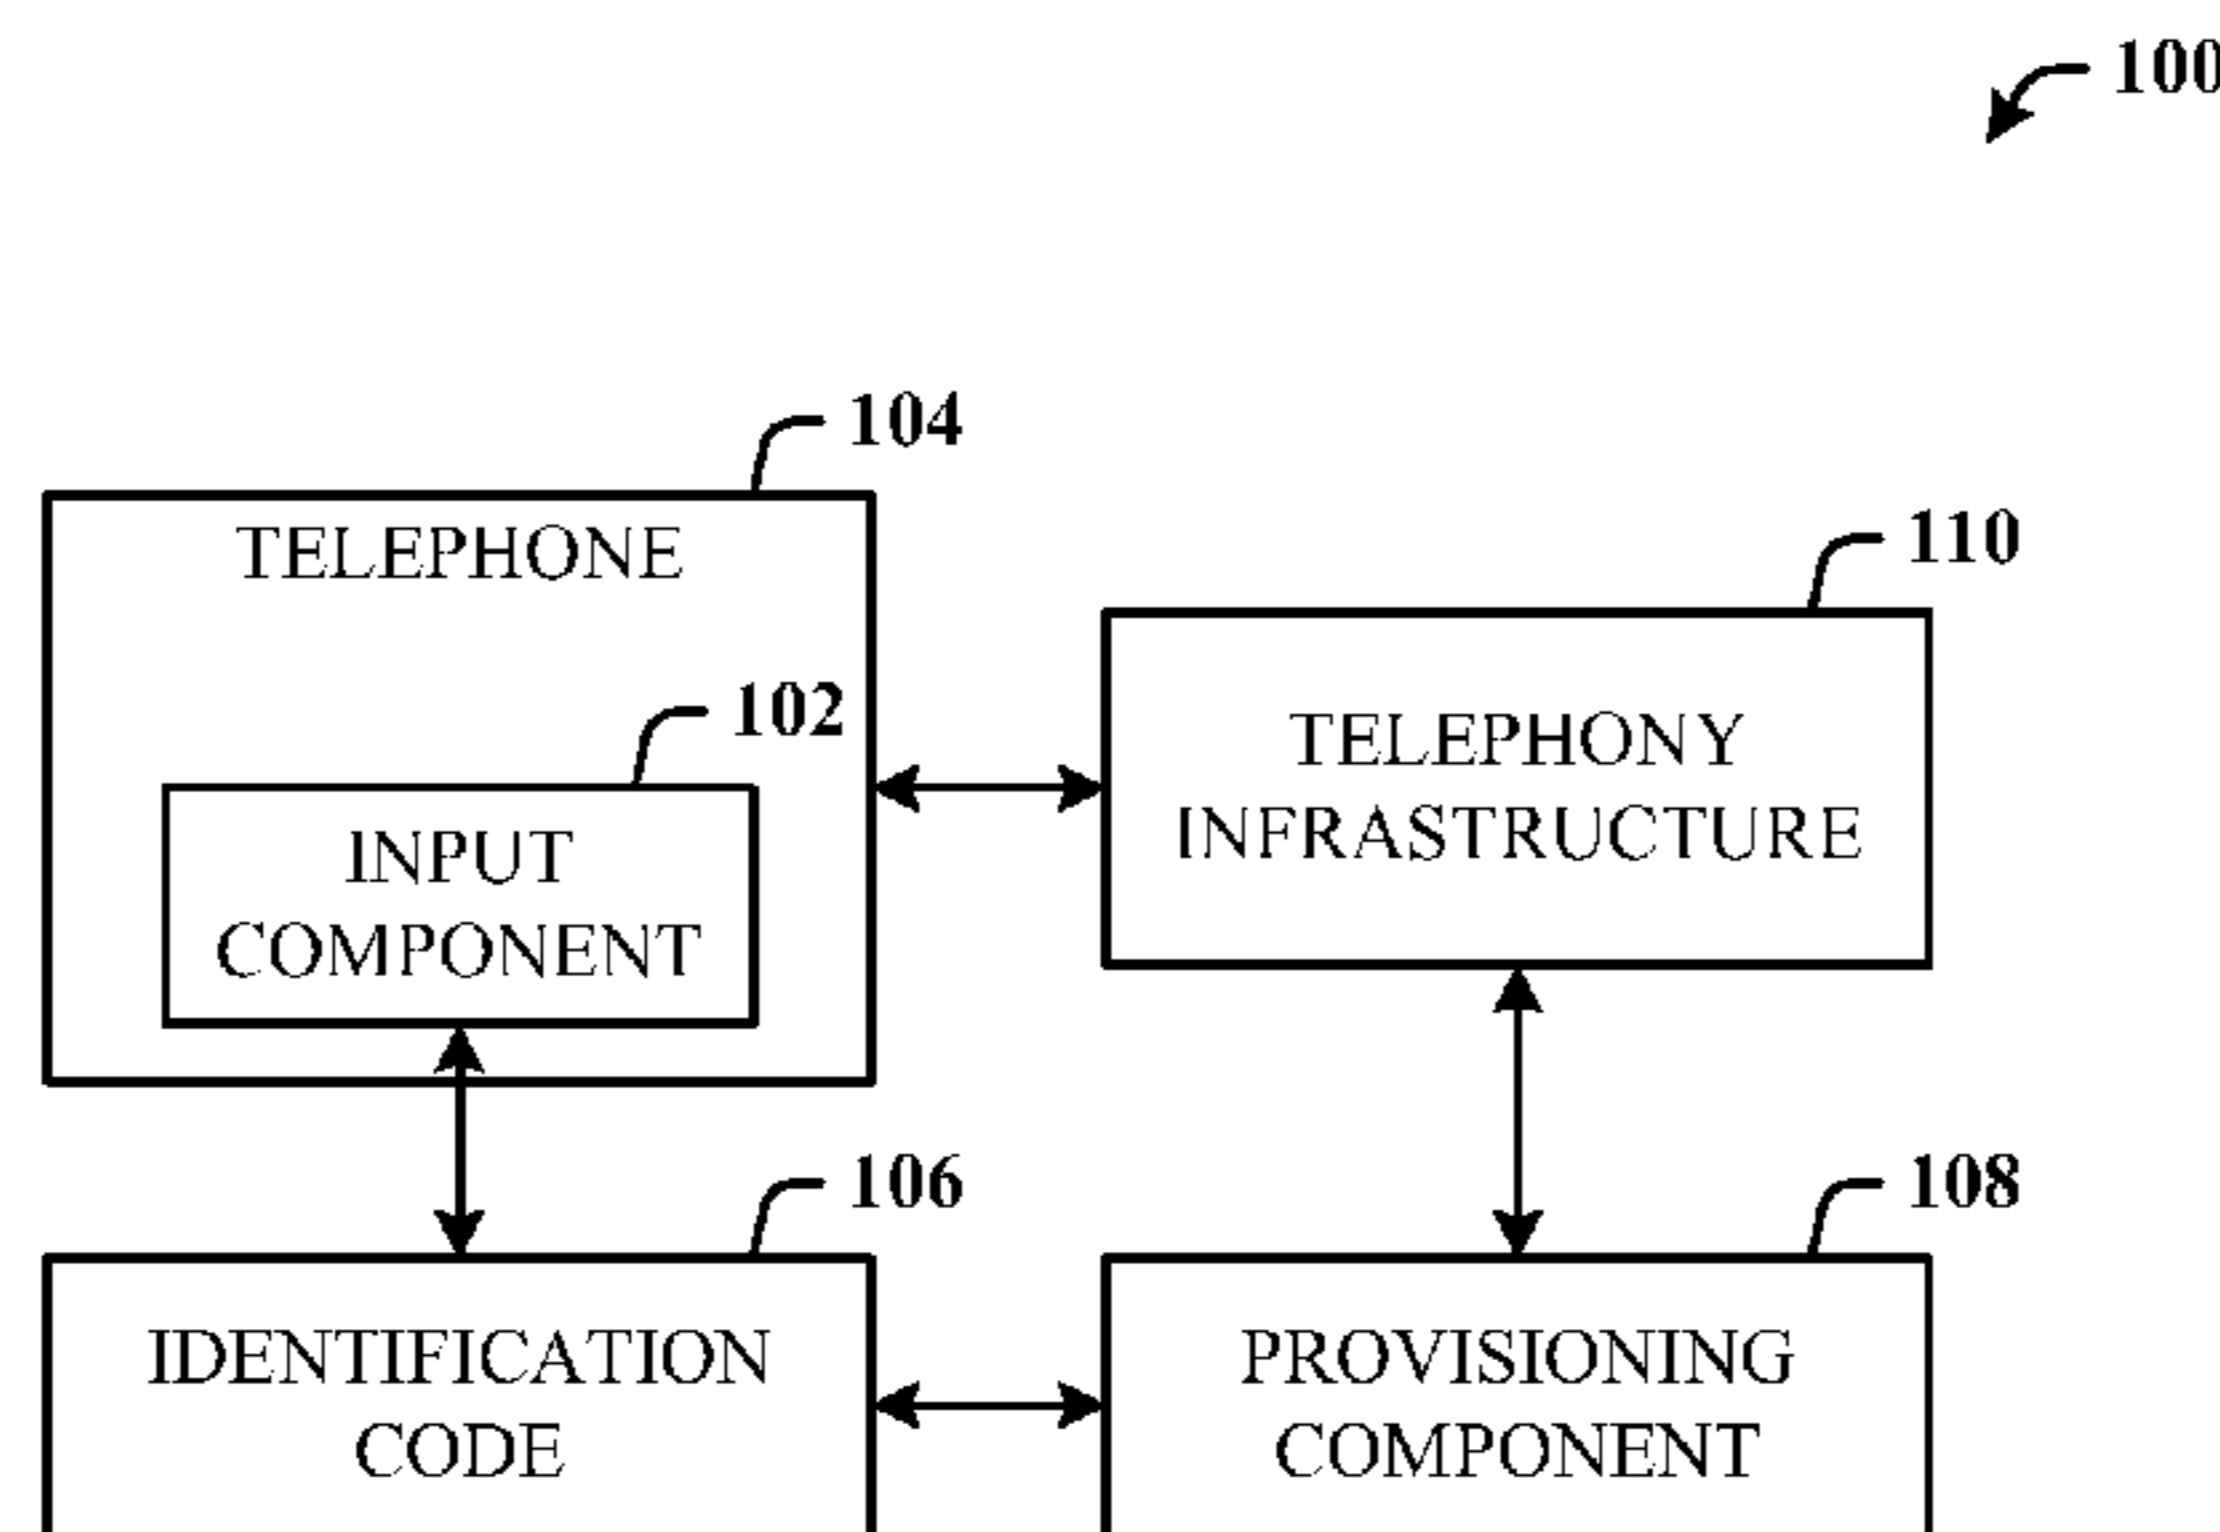 100
104
TELEPHONE
110
102
TELEPHONY
INFRASTRUCTURE
INPUT
COMPONENT
106
108
IDENTIFICATION
CODE
PROVISIONING
COMPONENT